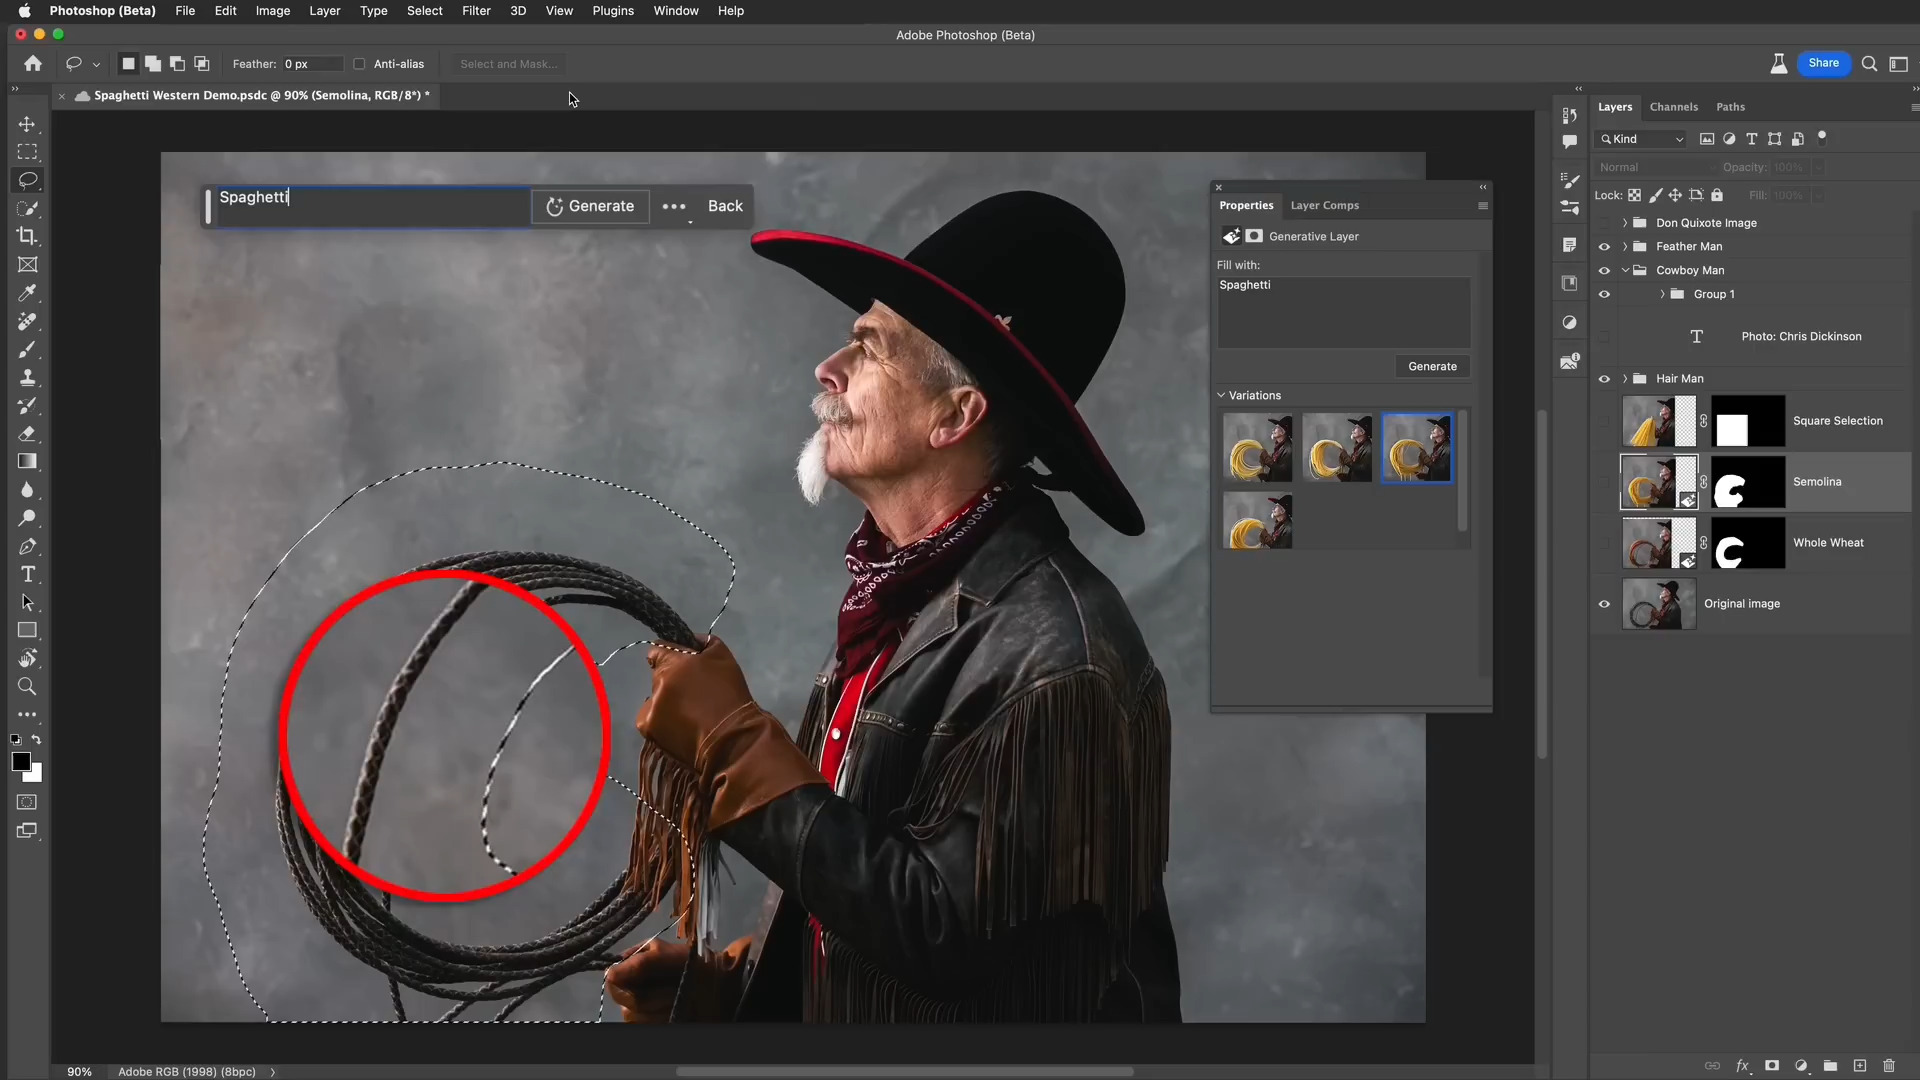 Photoshop (Beta) File Edit Image Layer Type Select Filter 3D View Plugins Window Help
Adobe Photoshop (Beta)
Feather: 0 px Anti-alias Select and Mask... Share
Spaghetti Western Demo.psdc @ 90% (Semolina, RGB/8*) *
Spaghetti
Generate
Back
Properties Layer Comps
Generative Layer
Fill with:
Spaghetti
Generate
Variations
Layers Channels Paths
Kind
Normal Opacity: 100%
Lock: Fill: 100%
Don Quixote Image
Feather Man
Cowboy Man
Group 1
T Photo: Chris Dickinson
Hair Man
Square Selection
Semolina
Whole Wheat
Original image
90% Adobe RGB (1998) (8bpc)
fx